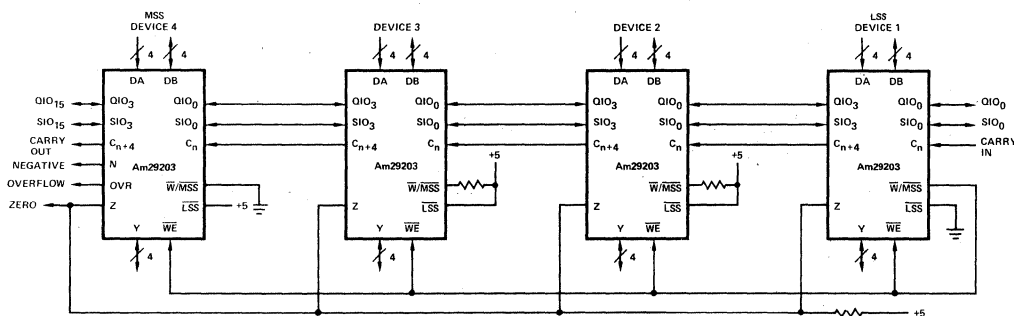 MSS
DEVICE 4
4
4
DA DB
QIO15
QIO3
QIO0
SIO15
SIO3
SIO0
CARRY
OUT
Cn+4
Cn
NEGATIVE
N
Am29203
OVERFLOW
OVR
W/MSS
ZERO
Z
LSS
+5
Y
WE
4
DEVICE 3
4
4
DA DB
QIO3
QIO0
SIO3
SIO0
Cn+4
Cn
Am29203
+5
W/MSS
Z
LSS
Y
WE
4
DEVICE 2
4
4
DA DB
QIO3
QIO0
SIO3
SIO0
Cn+4
Cn
Am29203
+5
W/MSS
Z
LSS
Y
WE
4
LSS
DEVICE 1
4
4
DA DB
QIO3
QIO0
QIO0
SIO3
SIO0
SIO0
Cn+4
Cn
CARRY
IN
Am29203
W/MSS
Z
LSS
Y
WE
4
+5